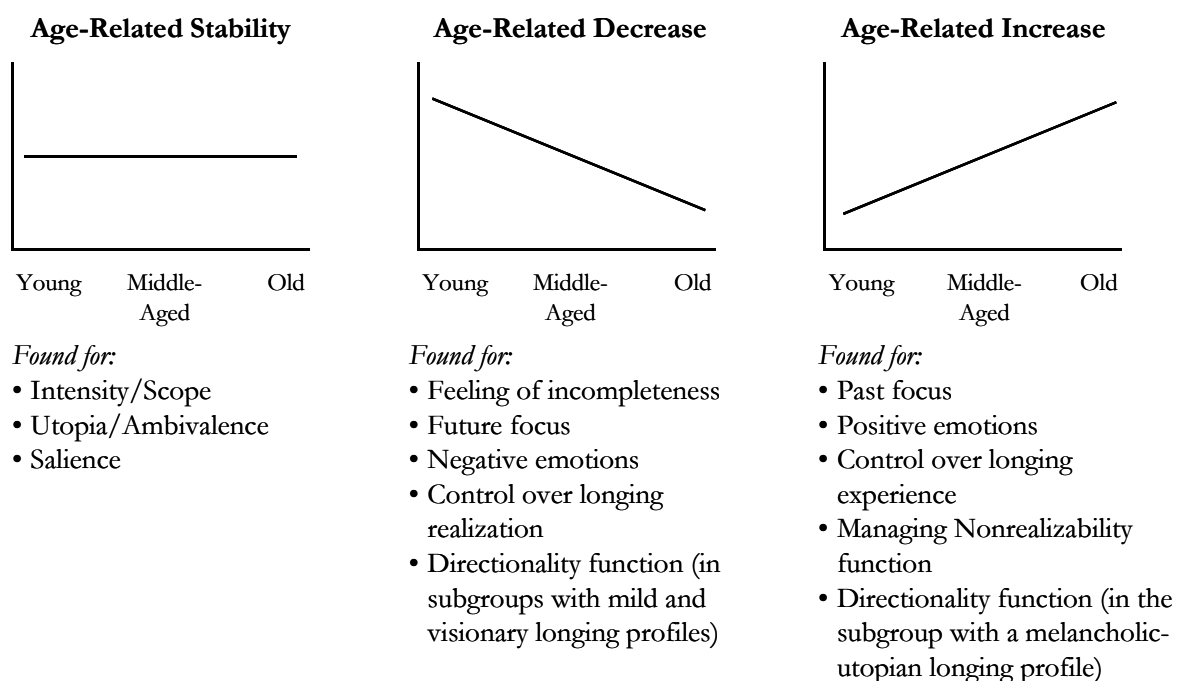 Age-Related Stability
Young Middle-
Aged Old
Found for:
• Intensity/Scope
• Utopia/Ambivalence
• Salience
Age-Related Decrease
Young Middle-
Aged Old
Found for:
• Feeling of incompleteness
• Future focus
• Negative emotions
• Control over longing
realization
• Directionality function (in
subgroups with mild and
visionary longing profiles)
Age-Related Increase
Young Middle-
Aged Old
Found for:
• Past focus
• Positive emotions
• Control over longing
experience
• Managing Nonrealizability
function
• Directionality function (in the
subgroup with a melancholic-
utopian longing profile)